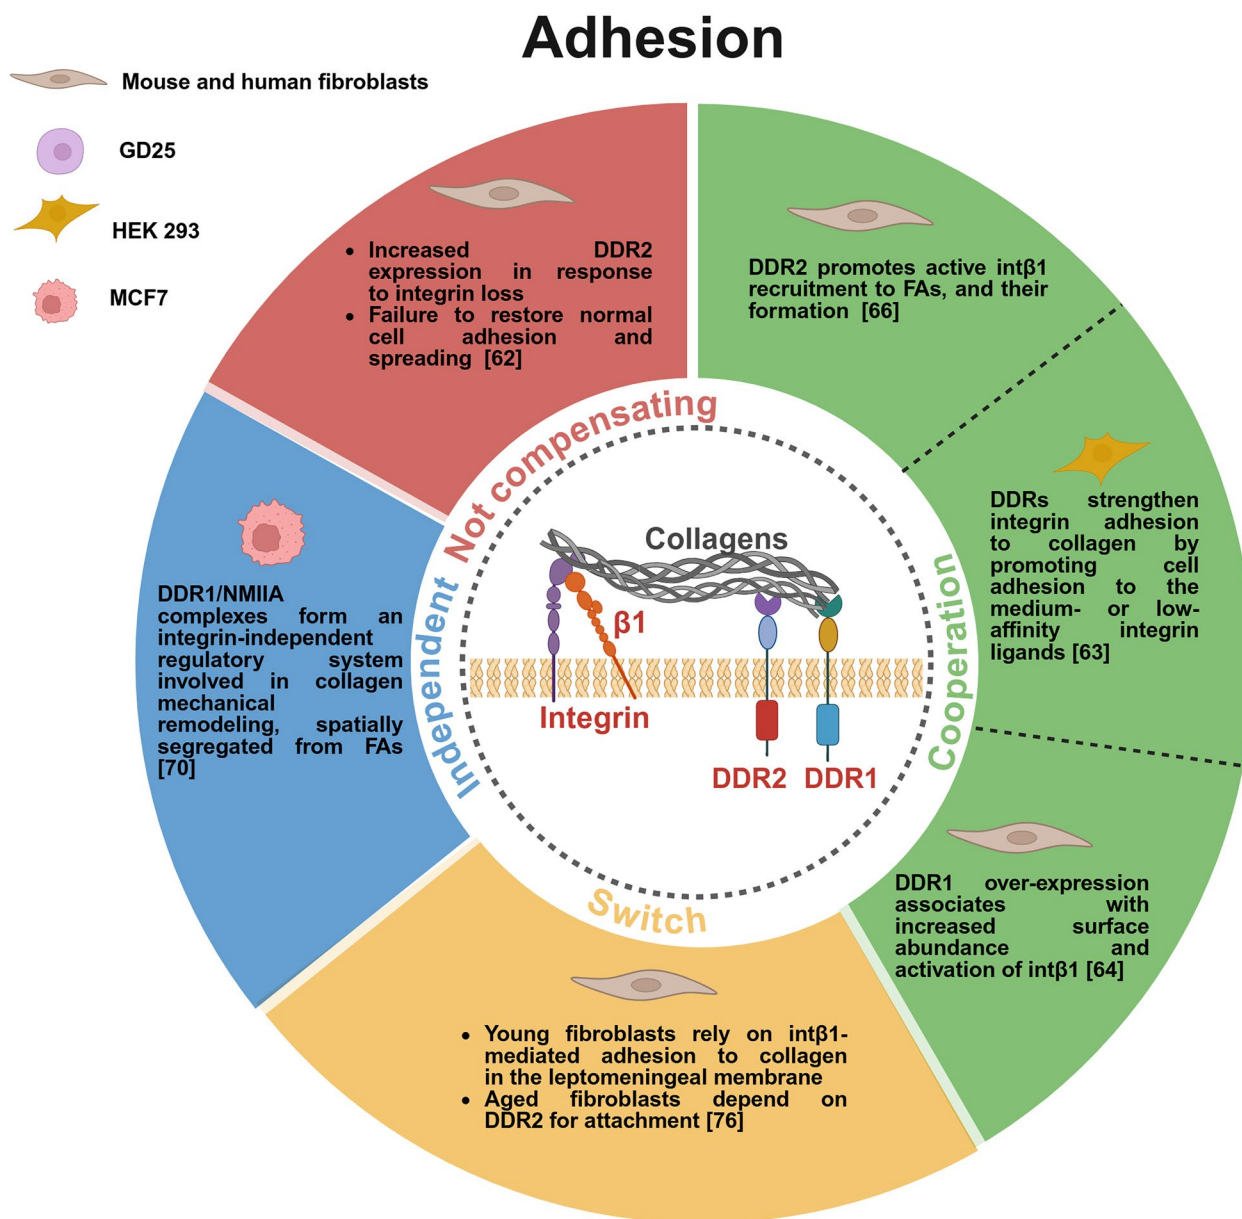 Adhesion
Mouse and human fibroblasts
GD25
HEK 293
MCF7
• Increased DDR2
expression in response
to integrin loss
• Failure to restore normal
cell adhesion and
spreading [62]
DDR2 promotes active intβ1
recruitment to FAs, and their
formation [66]
DDRs strengthen
integrin adhesion
to collagen by
promoting cell
adhesion to the
medium- or low-
affinity integrin
ligands [63]
DDR1 over-expression
associates with
increased surface
abundance and
activation of intβ1 [64]
• Young fibroblasts rely on intβ1-
mediated adhesion to collagen
in the leptomeningeal membrane
• Aged fibroblasts depend on
DDR2 for attachment [76]
DDR1/NMIIA
complexes form an
integrin-independent
regulatory system
involved in collagen
mechanical
remodeling, spatially
segregated from FAs
[70]
Not compensating
Cooperation
Switch
Independent
Collagens
β1
Integrin
DDR2 DDR1